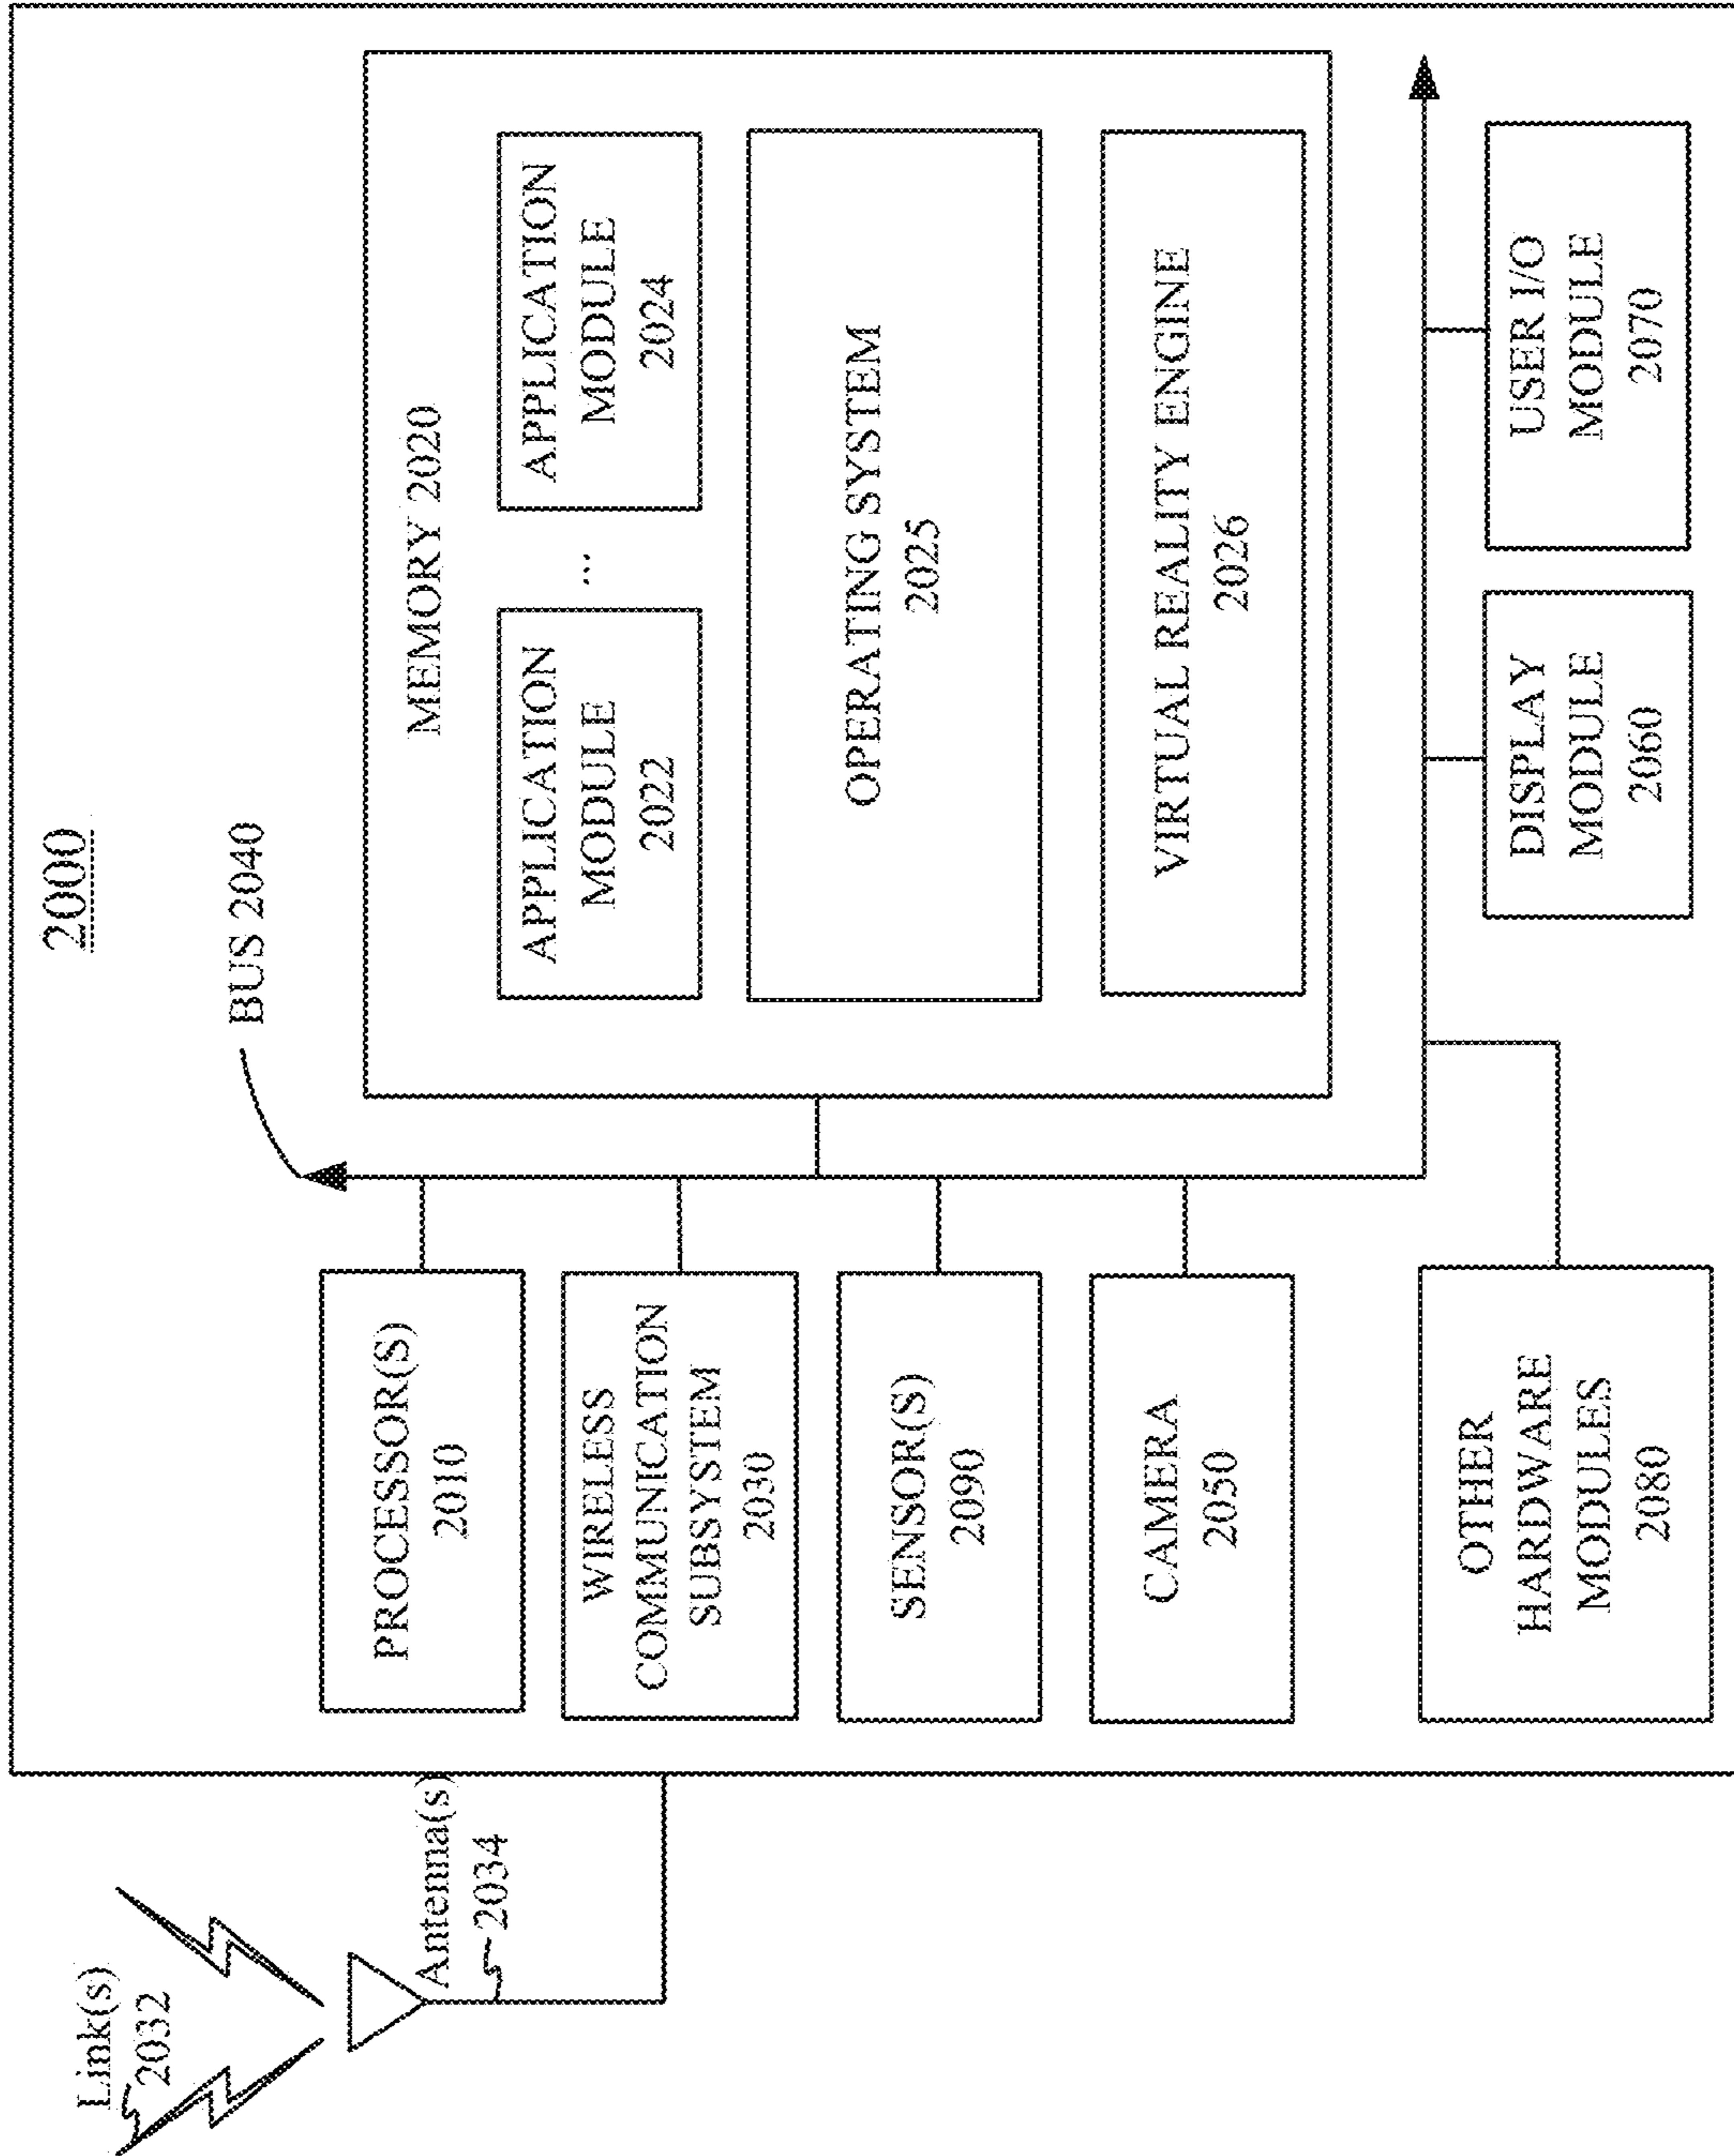 2000
Link(s)
2032
Antenna(s)
2034
BUS 2040
PROCESSOR(S)
2010
WIRELESS
COMMUNICATION
SUBSYSTEM
2030
SENSOR(S)
2090
CAMERA
2050
OTHER
HARDWARE
MODULES
2080
MEMORY 2020
APPLICATION
MODULE
2022
...
APPLICATION
MODULE
2024
OPERATING SYSTEM
2025
VIRTUAL REALITY ENGINE
2026
DISPLAY
MODULE
2060
USER I/O
MODULE
2070